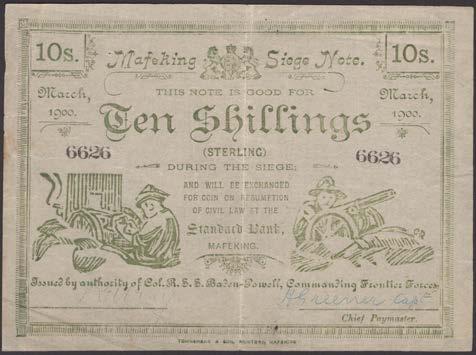 10s. Mafeking Siege Note. 10s.
March, 1900. THIS NOTE IS GOOD FOR March, 1900.
Ten Shillings
6626 (STERLING) 6626
DURING THE SIEGE;
AND WILL BE EXCHANGED
FOR COIN ON RESUMPTION
OF CIVIL LAW AT THE
Standard Bank,
MAFEKING.
Issued by authority of Col. R. S. S. Baden-Powell, Commanding Frontier Forces
H Greener Capt
Chief Paymaster.
TOWNSHEND & SON, PRINTERS, MAFEKING